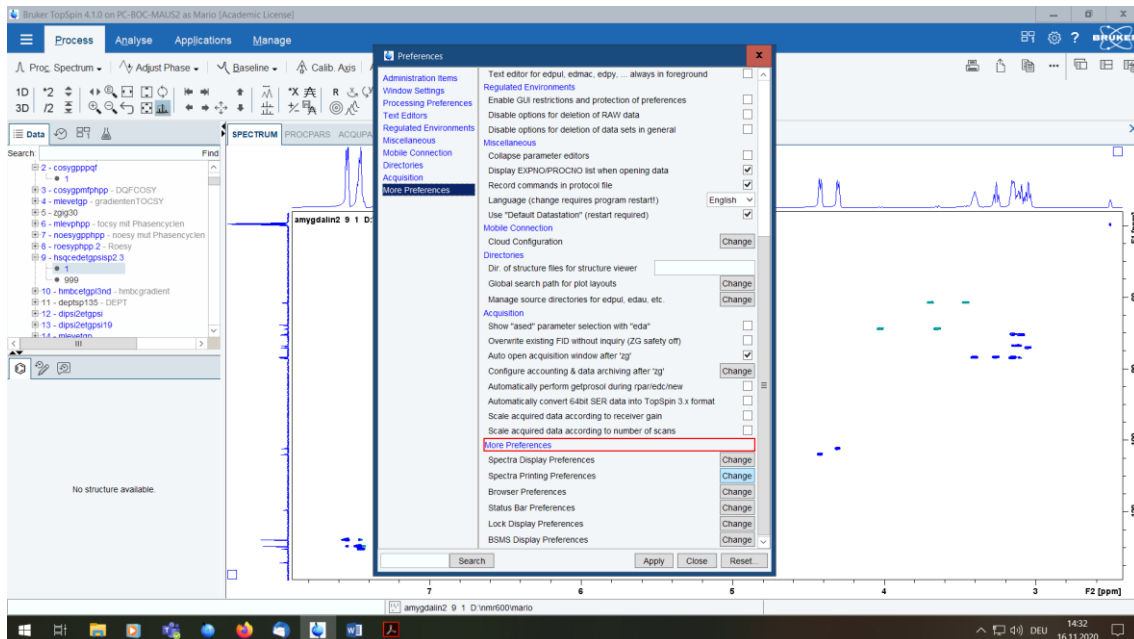 Bruker TopSpin 4.1.0 on PC-BOC-MAUS2 as Mario [Academic License]
Process Analyse Applications Manage
Proc. Spectrum Adjust Phase Baseline Calib. Axis
1D *2
3D /2
Data
SPECTRUM PROCPARS ACQUPA
Search: Find
2 - cosygpppqf
1
3 - cosygpmfphpp - DQFCOSY
4 - mlevetgp - gradientenTOCSY
5 - zgig30
6 - mlevphpp - tocsy mit Phasencyclen
7 - noesygpphpp - noesy mut Phasencyclen
8 - roesyphpp.2 - Roesy
9 - hsqcedetgpsisp2.3
1
999
10 - hmbcetgpl3nd - hmbcgradient
11 - deptsp135 - DEPT
12 - dipsi2etgpsi
13 - dipsi2etgpsi19
14 - mlevetgp
No structure available.
amygdalin2 9 1 D:
Preferences
Administration Items
Window Settings
Processing Preferences
Text Editors
Regulated Environments
Miscellaneous
Mobile Connection
Directories
Acquisition
More Preferences
Text editor for edpul, edmac, edpy, ... always in foreground
Regulated Environments
Enable GUI restrictions and protection of preferences
Disable options for deletion of RAW data
Disable options for deletion of data sets in general
Miscellaneous
Collapse parameter editors
Display EXPNO/PROCNO list when opening data
Record commands in protocol file
Language (change requires program restart!) English
Use "Default Datastation" (restart required)
Mobile Connection
Cloud Configuration Change
Directories
Dir. of structure files for structure viewer
Global search path for plot layouts Change
Manage source directories for edpul, edau, etc. Change
Acquisition
Show "ased" parameter selection with "eda"
Overwrite existing FID without inquiry (ZG safety off)
Auto open acquisition window after 'zg'
Configure accounting & data archiving after 'zg' Change
Automatically perform getprosol during rpar/edc/new
Automatically convert 64bit SER data into TopSpin 3.x format
Scale acquired data according to receiver gain
Scale acquired data according to number of scans
More Preferences
Spectra Display Preferences Change
Spectra Printing Preferences Change
Browser Preferences Change
Status Bar Preferences Change
Lock Display Preferences Change
BSMS Display Preferences Change
Search Apply Close Reset...
7 6 5 4 3 F2 [ppm]
amygdalin2 9 1 D:\nmr600\mario
DEU 14:32
16.11.2020